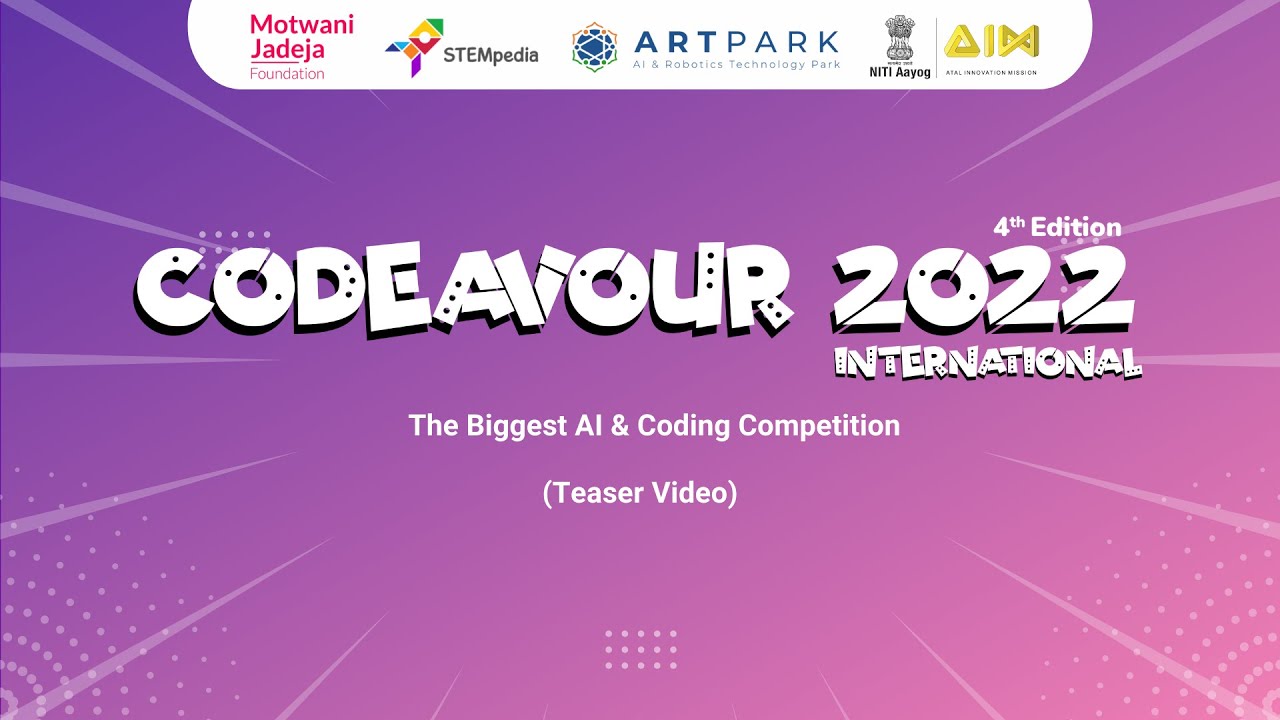 Motwani
Jadeja
Foundation
STEMpedia
ARTPARK
AI & Robotics Technology Park
NITI Aayog
AIM
ATAL INNOVATION MISSION
4th Edition
CODEAVOUR 2022
INTERNATIONAL
The Biggest AI & Coding Competition
(Teaser Video)